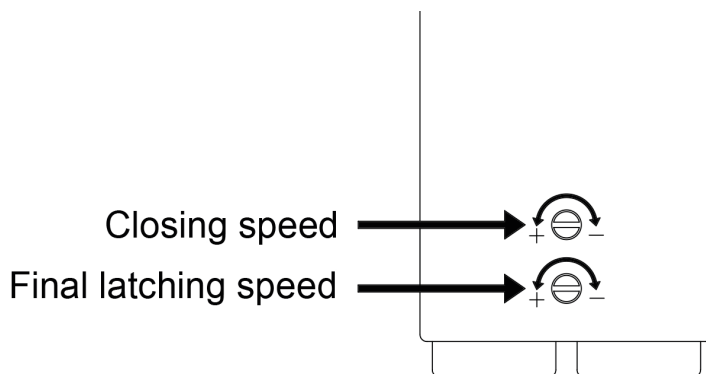 Closing speed
+ −
Final latching speed
+ −